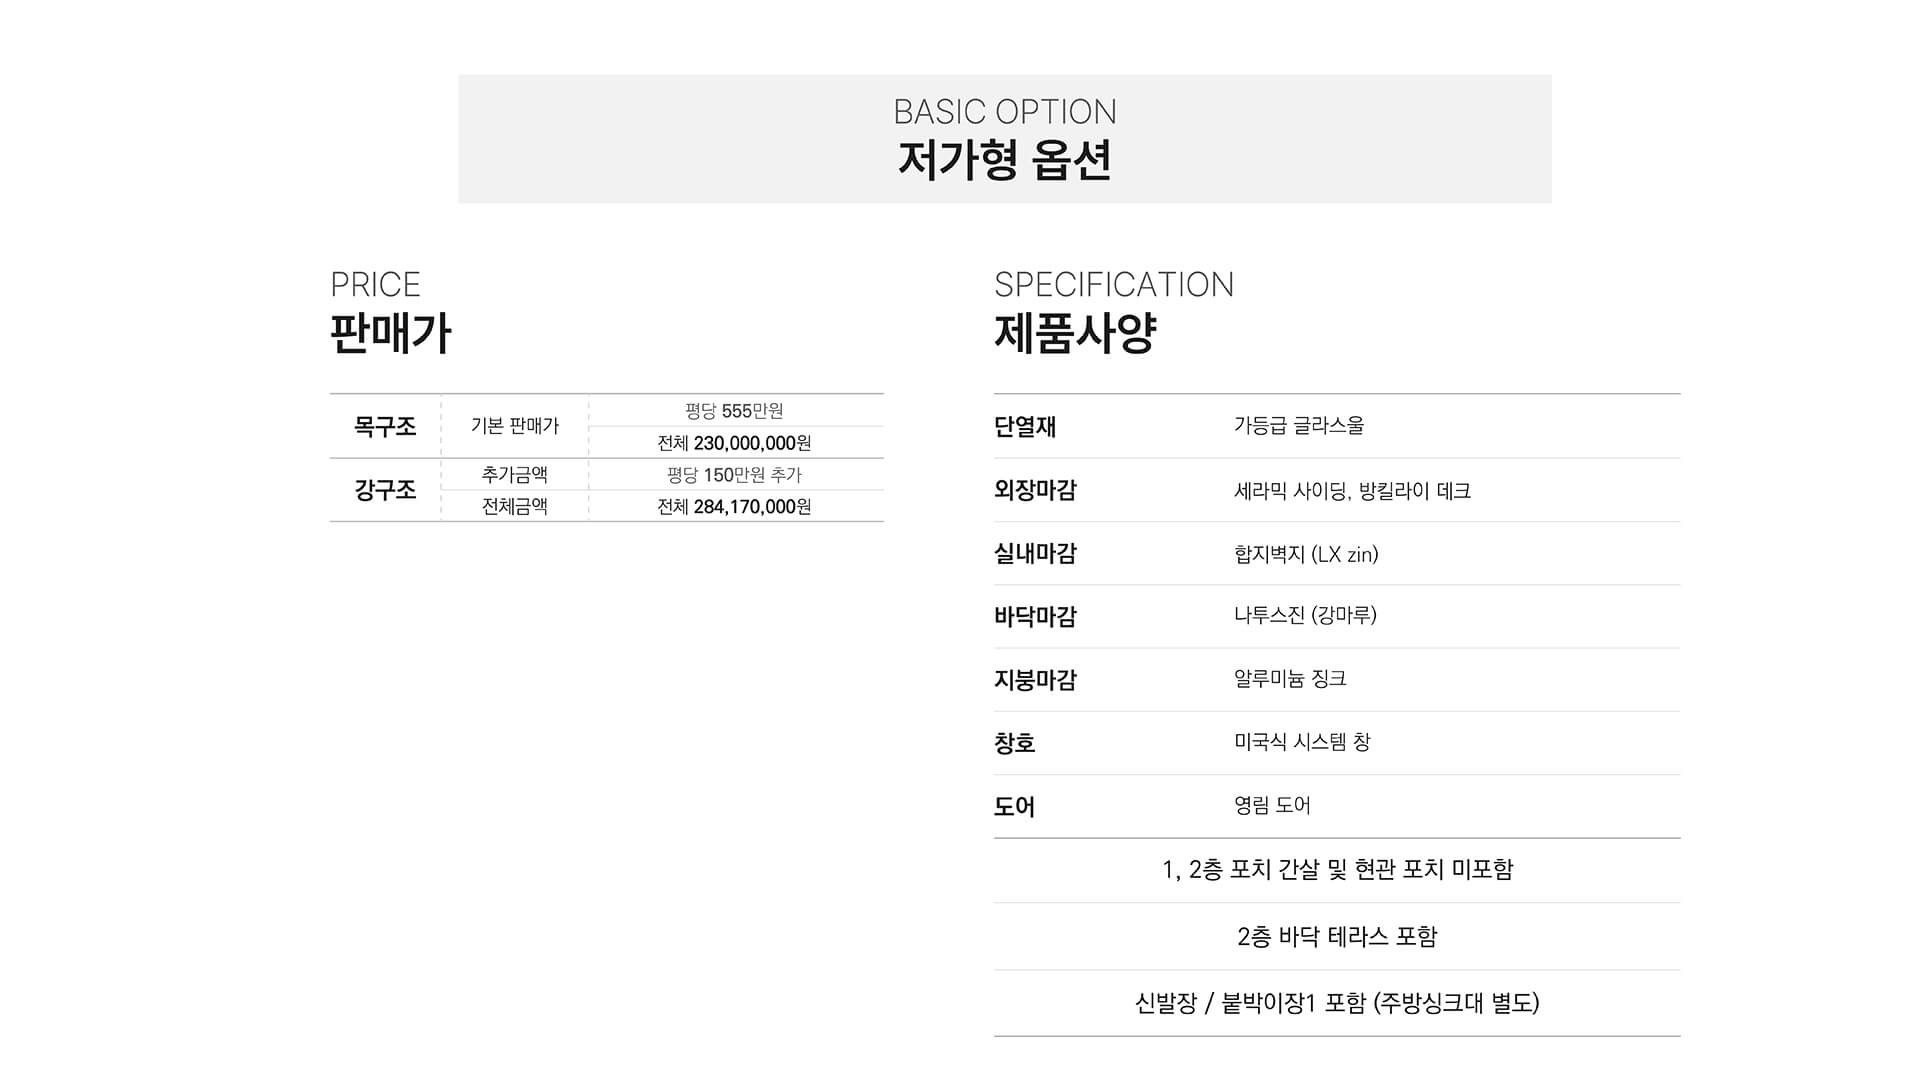 BASIC OPTION
저가형 옵션
PRICE
판매가
목구조 기본 판매가 평당 555만원
전체 230,000,000원
강구조 추가금액 평당 150만원 추가
전체금액 전체 284,170,000원
SPECIFICATION
제품사양
단열재 가등급 글라스울
외장마감 세라믹 사이딩, 방킬라이 데크
실내마감 합지벽지 (LX zin)
바닥마감 나투스진 (강마루)
지붕마감 알루미늄 징크
창호 미국식 시스템 창
도어 영림 도어
1, 2층 포치 간살 및 현관 포치 미포함
2층 바닥 테라스 포함
신발장 / 붙박이장1 포함 (주방싱크대 별도)